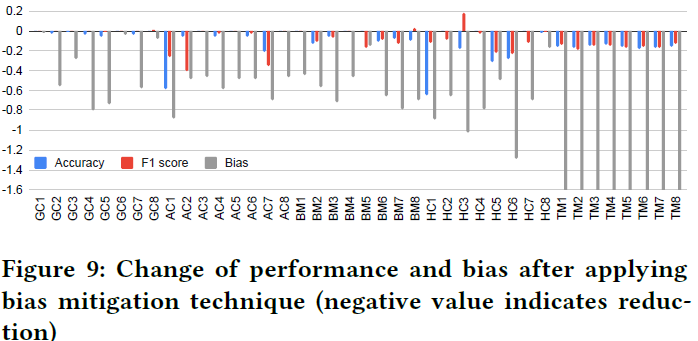 0.2
0
-0.2
-0.4
-0.6
-0.8
-1
-1.2
-1.4
-1.6
Accuracy F1 score Bias
GC1 GC2 GC3 GC4 GC5 GC6 GC7 GC8 AC1 AC2 AC3 AC4 AC5 AC6 AC7 AC8 BM1 BM2 BM3 BM4 BM5 BM6 BM7 BM8 HC1 HC2 HC3 HC4 HC5 HC6 HC7 HC8 TM1 TM2 TM3 TM4 TM5 TM6 TM7 TM8
Figure 9: Change of performance and bias after applying
bias mitigation technique (negative value indicates reduc-
tion)